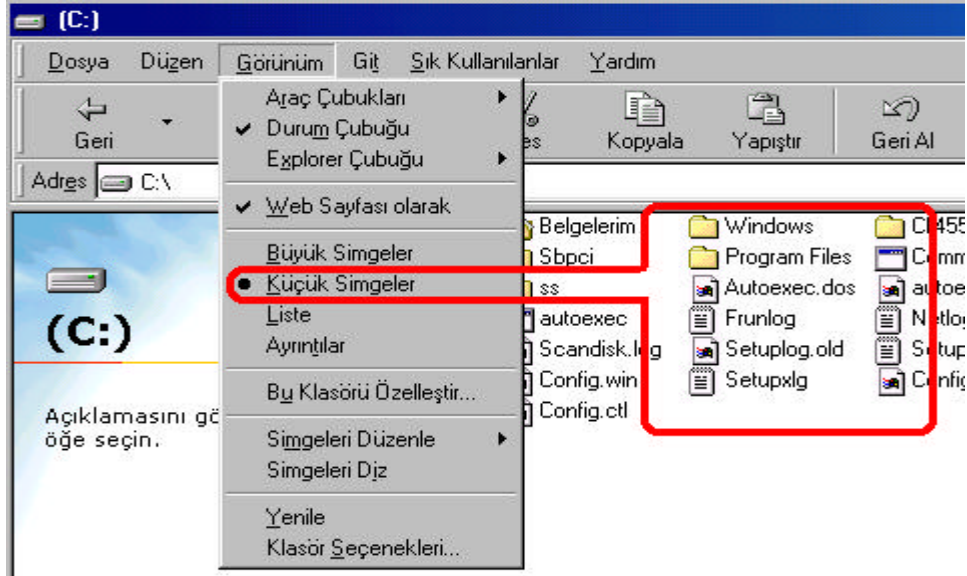 (C:)
Dosya Düzen Görünüm Git Sık Kullanılanlar Yardım
Geri Kopyala Yapıştır Geri Al
Adres C:\
Araç Çubukları
Durum Çubuğu
Explorer Çubuğu
Web Sayfası olarak
Büyük Simgeler
Küçük Simgeler
Liste
Ayrıntılar
Bu Klasörü Özelleştir...
Simgeleri Düzenle
Simgeleri Diz
Yenile
Klasör Seçenekleri...
(C:)
Açıklamasını
öğe seçin.
Belgelerim Windows
Sbpci Program Files
ss Autoexec.dos
autoexec Frunlog
Scandisk.log Setuplog.old
Config.win Setupxlg
Config.ctl